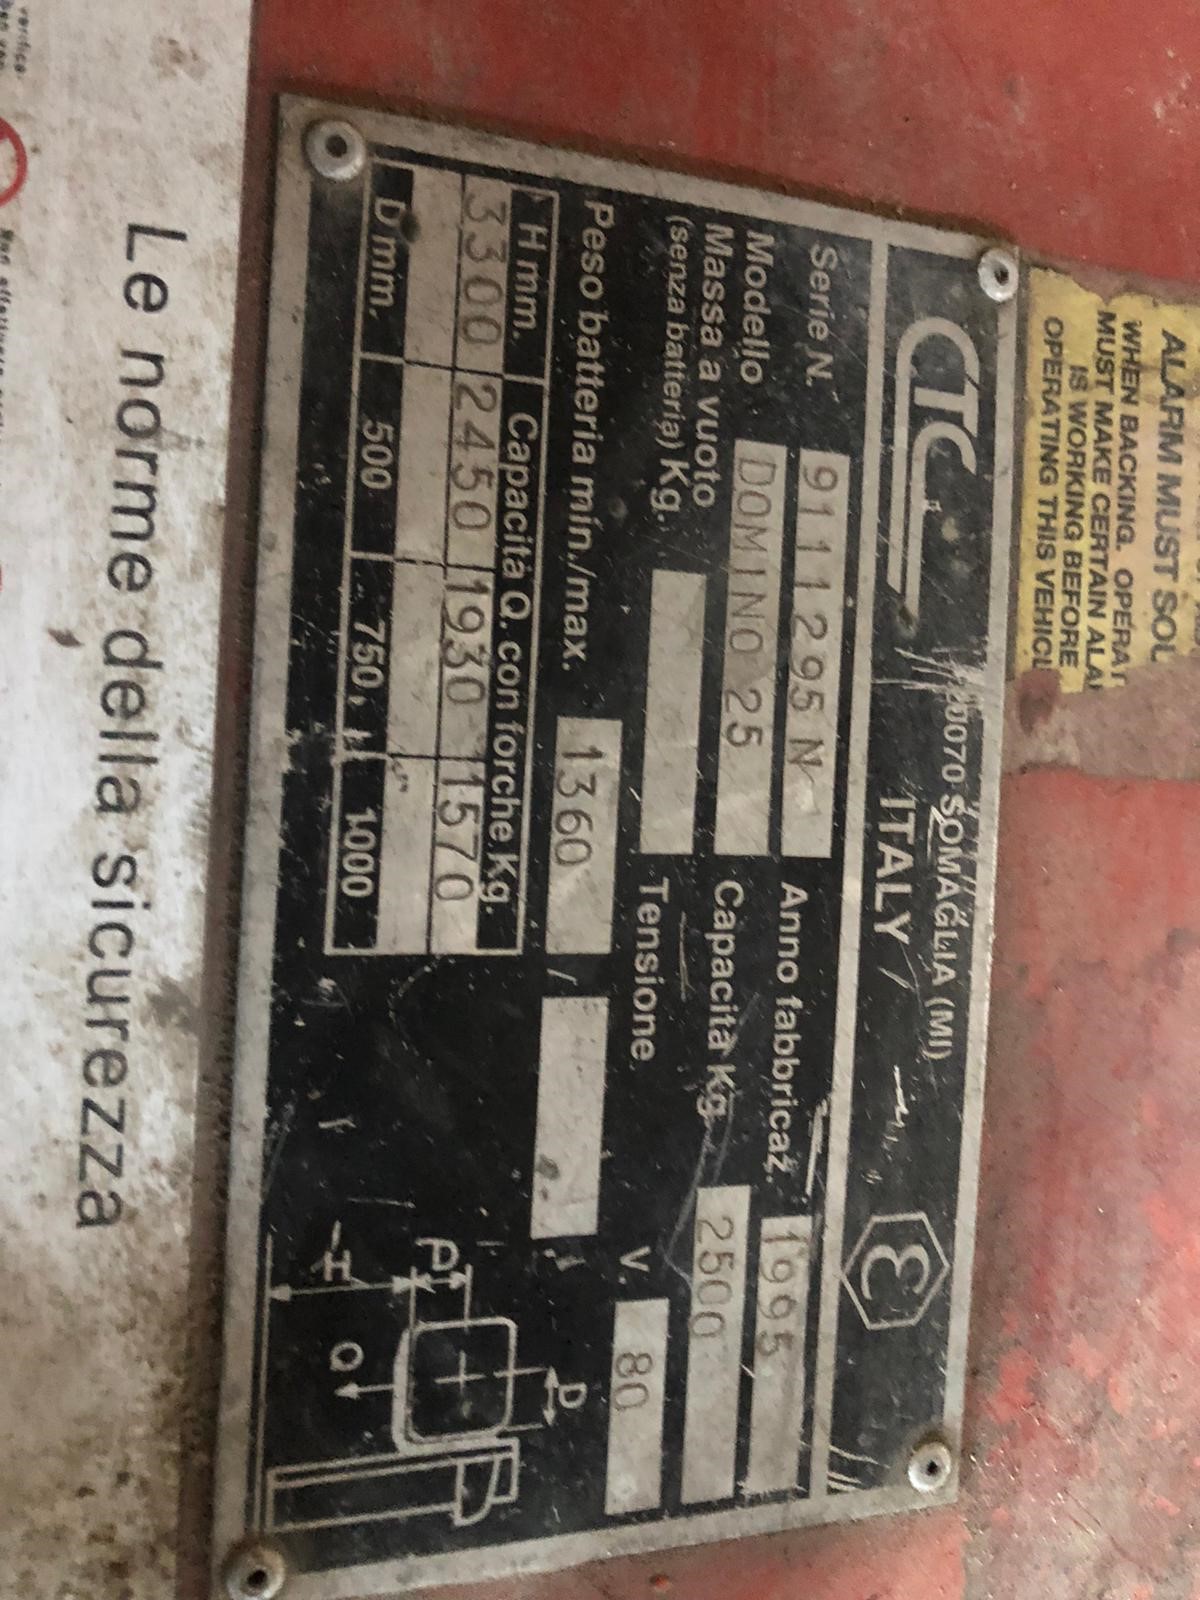 ALARM MUST SOU
WHEN BACKING. OPERAT
MUST MAKE CERTAIN ALA
IS WORKING BEFORE
OPERATING THIS VEHICL
CTC
20070 SOMAGLIA (MI)
ITALY
Serie N. 9111295 N Anno fabbricaz. 1995
Modello DOMINO 25 Capacità Kg. 2500
Massa a vuoto
(senza batteria) Kg. Tensione V. 80
Peso batteria min./max. 1360 /
H mm. Capacità Q. con forche Kg.
3300 2450 1930 1570
D mm. 500 750 1000
D
D
H
Q
Le norme della sicurezza